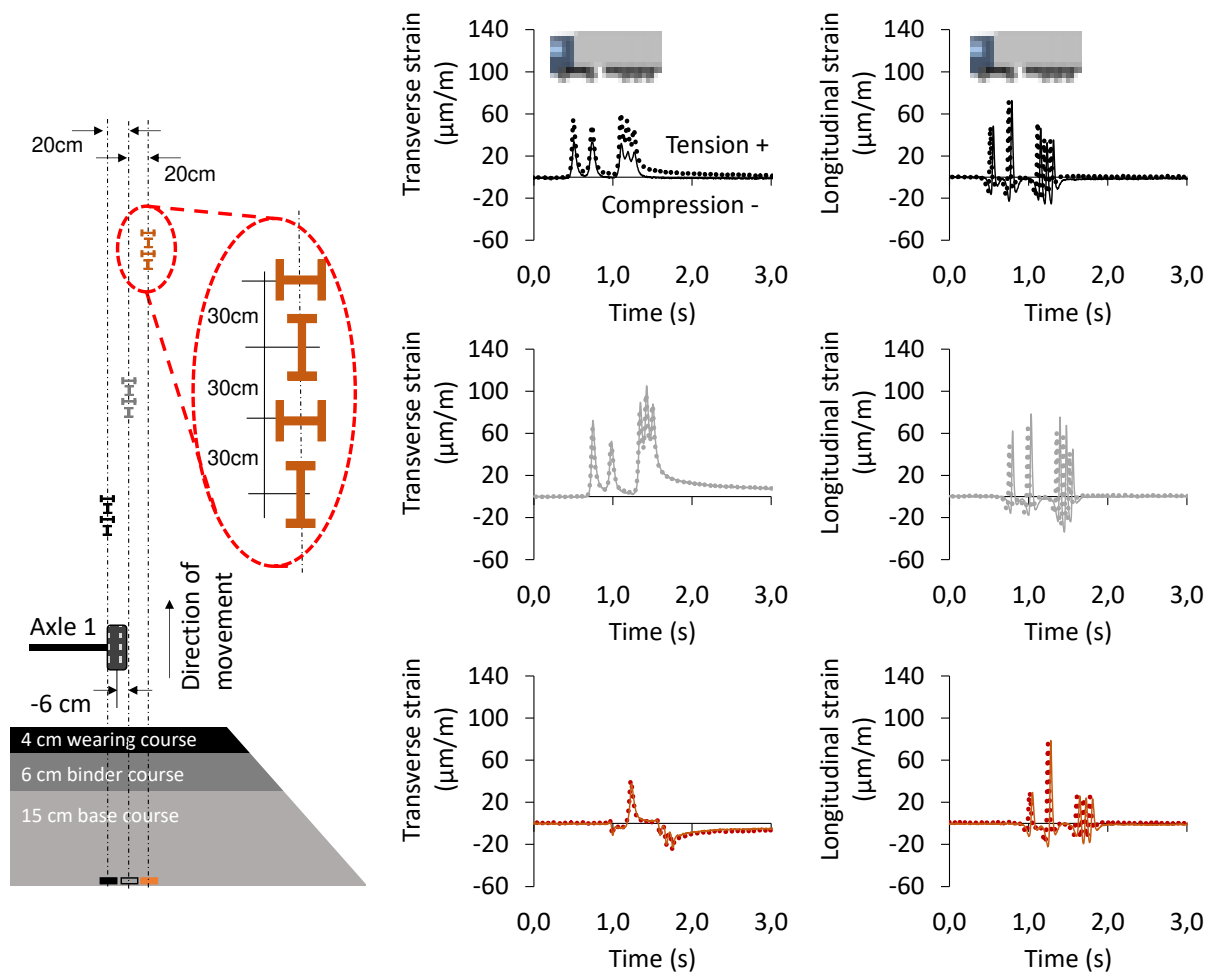 20cm
20cm
30cm
30cm
30cm
Axle 1
Direction of
movement
-6 cm
4 cm wearing course
6 cm binder course
15 cm base course
Transverse strain
(µm/m)
140
100
60
20
-20
-60
Tension +
Compression -
0,0 1,0 2,0 3,0
Time (s)
Longitudinal strain
(µm/m)
140
100
60
20
-20
-60
0,0 1,0 2,0 3,0
Time (s)
Transverse strain
(µm/m)
140
100
60
20
-20
-60
0,0 1,0 2,0 3,0
Time (s)
Longitudinal strain
(µm/m)
140
100
60
20
-20
-60
0,0 1,0 2,0 3,0
Time (s)
Transverse strain
(µm/m)
140
100
60
20
-20
-60
0,0 1,0 2,0 3,0
Time (s)
Longitudinal strain
(µm/m)
140
100
60
20
-20
-60
0,0 1,0 2,0 3,0
Time (s)